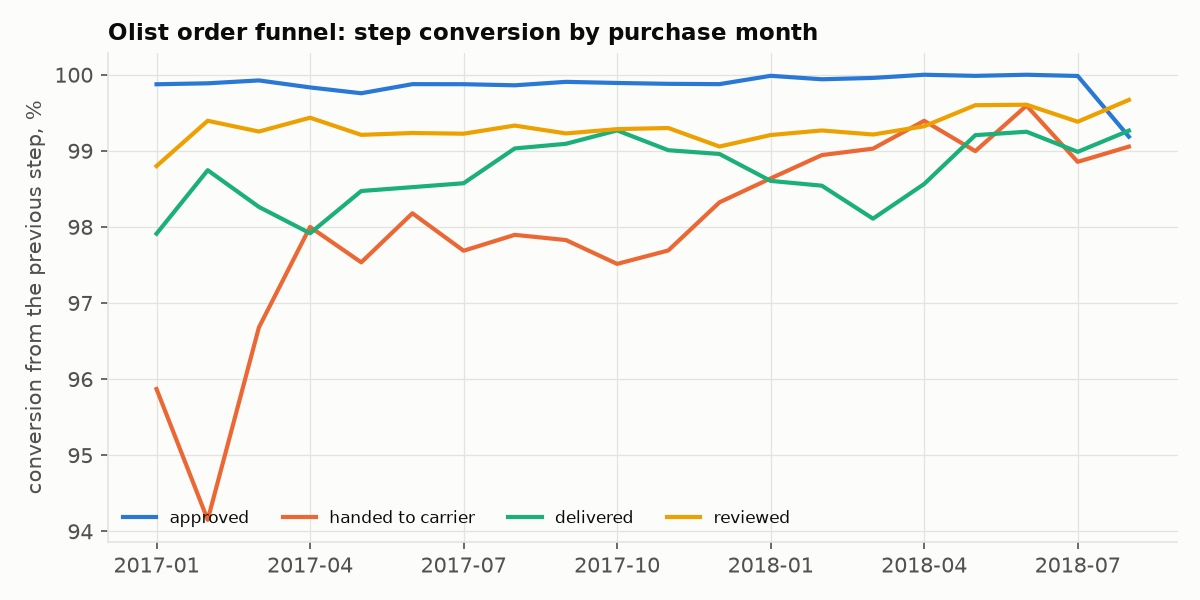 Olist order funnel: step conversion by purchase month
conversion from the previous step, %
100
99
98
97
96
95
94
approved handed to carrier delivered reviewed
2017-01 2017-04 2017-07 2017-10 2018-01 2018-04 2018-07